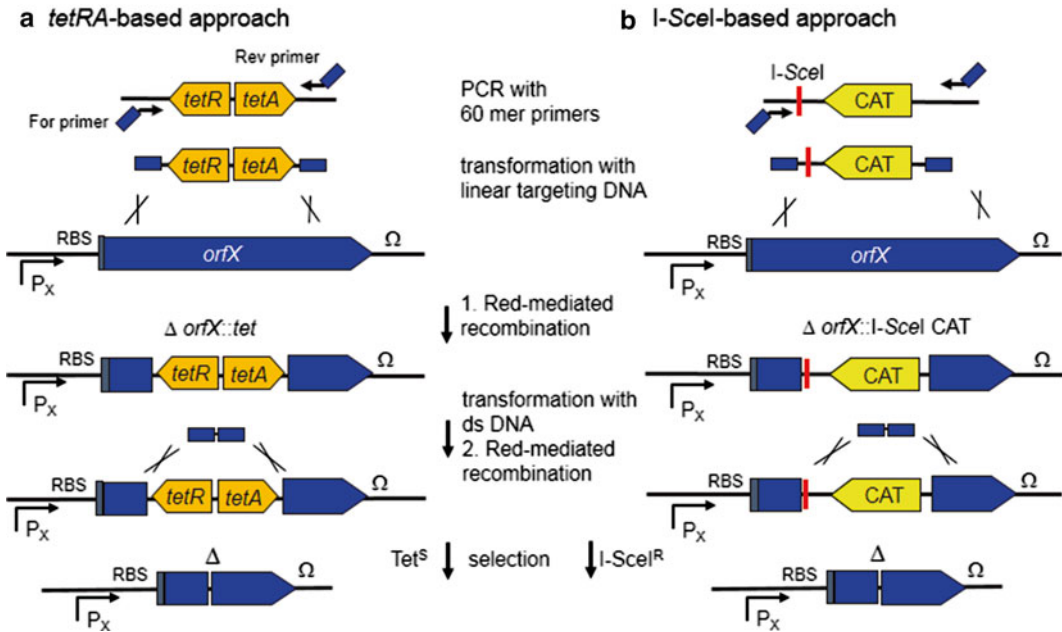 a tetRA-based approach
b I-SceI-based approach
Rev primer
tetR tetA
For primer
PCR with
60 mer primers
I-SceI
CAT
tetR tetA
transformation with
linear targeting DNA
CAT
RBS
orfX
Ω
PX
RBS
orfX
Ω
PX
Δ orfX::tet
1. Red-mediated
recombination
Δ orfX::I-SceI CAT
RBS
tetR tetA
Ω
PX
RBS
CAT
Ω
PX
transformation with
ds DNA
2. Red-mediated
recombination
RBS
tetR tetA
Ω
PX
RBS
CAT
Ω
PX
TetS
selection
I-SceIR
RBS
Δ
Ω
PX
RBS
Δ
Ω
PX